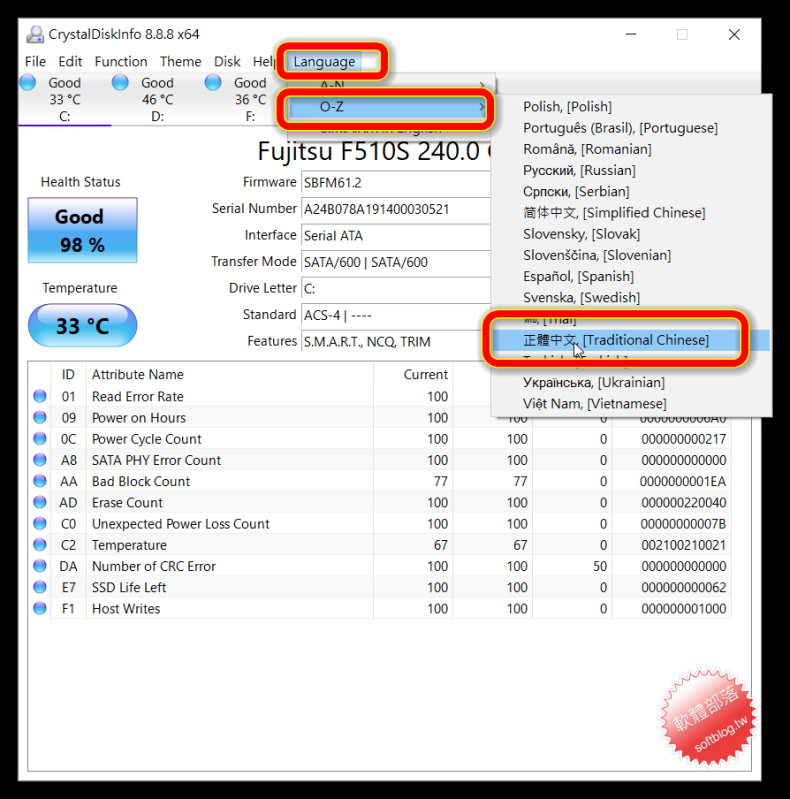 CrystalDiskInfo 8.8.8 x64
File Edit Function Theme Disk Help Language
Good Good Good
33 °C 46 °C 36 °C
C: D: F:
A-N
O-Z
Polish, [Polish]
Português (Brasil), [Portuguese]
Română, [Romanian]
Русский, [Russian]
Српски, [Serbian]
简体中文, [Simplified Chinese]
Slovensky, [Slovak]
Slovenščina, [Slovenian]
Español, [Spanish]
Svenska, [Swedish]
[Thai]
正體中文, [Traditional Chinese]
Українська, [Ukrainian]
Việt Nam, [Vietnamese]
Fujitsu F510S 240.0
Health Status
Good
98 %
Temperature
33 °C
Firmware SBFM61.2
Serial Number A24B078A191400030521
Interface Serial ATA
Transfer Mode SATA/600 | SATA/600
Drive Letter C:
Standard ACS-4 | ----
Features S.M.A.R.T., NCQ, TRIM
ID Attribute Name Current
01 Read Error Rate 100
09 Power on Hours 100 100 0 0000000006A0
0C Power Cycle Count 100 100 0 000000000217
A8 SATA PHY Error Count 100 100 0 000000000000
AA Bad Block Count 77 77 0 0000000001EA
AD Erase Count 100 100 0 000000220040
C0 Unexpected Power Loss Count 100 100 0 00000000007B
C2 Temperature 67 67 0 002100210021
DA Number of CRC Error 100 100 50 000000000000
E7 SSD Life Left 100 100 0 000000000062
F1 Host Writes 100 100 0 000000001000
軟體部落
softblog.tw